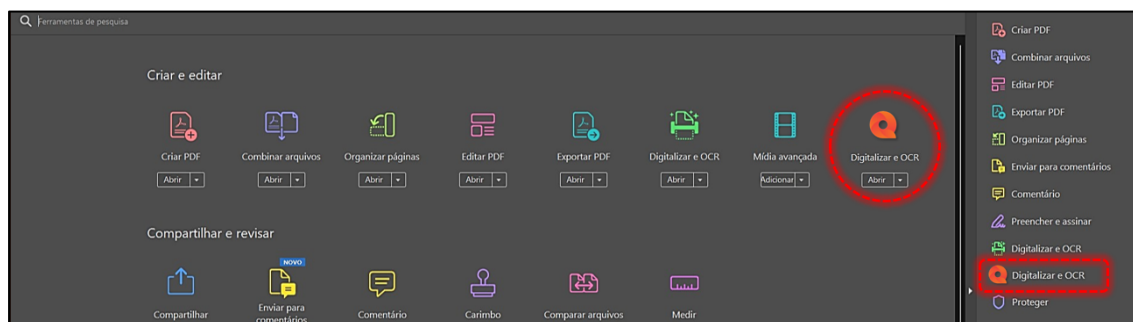 Ferramentas de pesquisa
Criar e editar
Criar PDF
Combinar arquivos
Organizar páginas
Editar PDF
Exportar PDF
Digitalizar e OCR
Mídia avançada
Digitalizar e OCR
Abrir
Abrir
Abrir
Abrir
Abrir
Abrir
Adicionar
Abrir
Compartilhar e revisar
NOVO
Compartilhar
Enviar para
comentários
Comentário
Carimbo
Comparar arquivos
Medir
Criar PDF
Combinar arquivos
Editar PDF
Exportar PDF
Organizar páginas
Enviar para comentários
Comentário
Preencher e assinar
Digitalizar e OCR
Digitalizar e OCR
Proteger